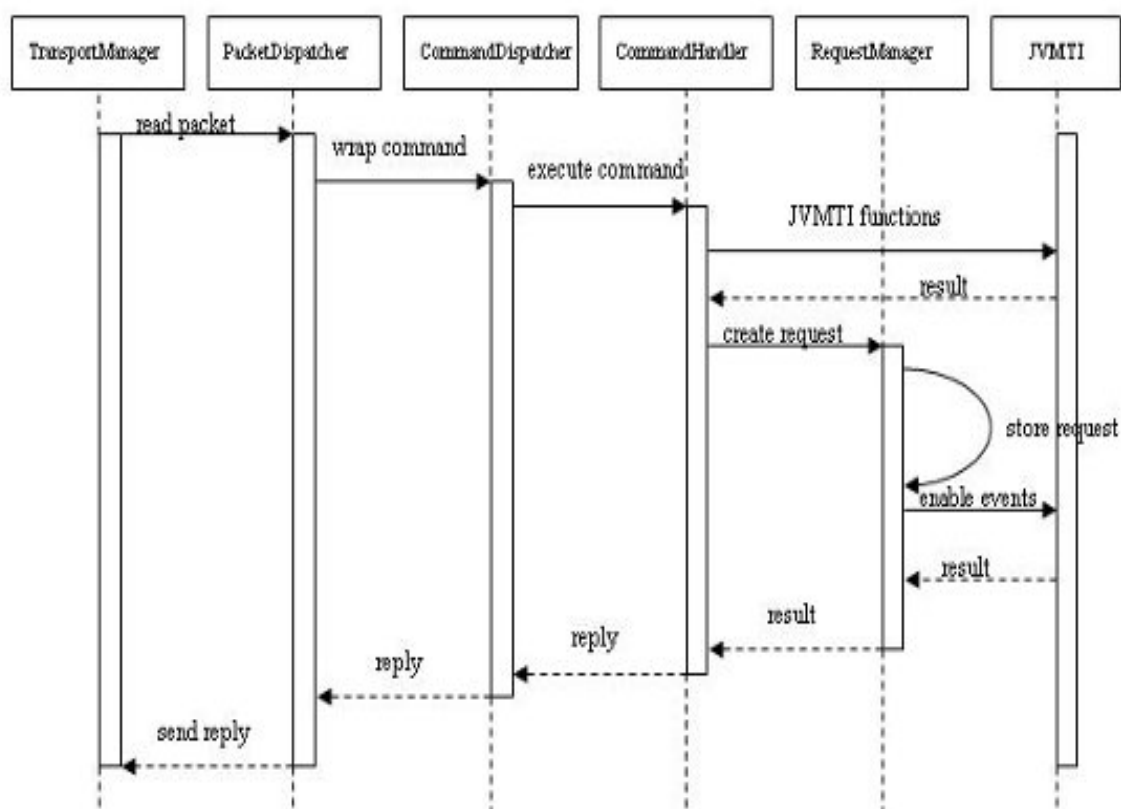 TransportManager
PacketDispatcher
CommandDispatcher
CommandHandler
RequestManager
JVMTI
read packet
wrap command
execute command
JVMTI functions
result
create request
store request
enable events
result
result
reply
reply
send reply